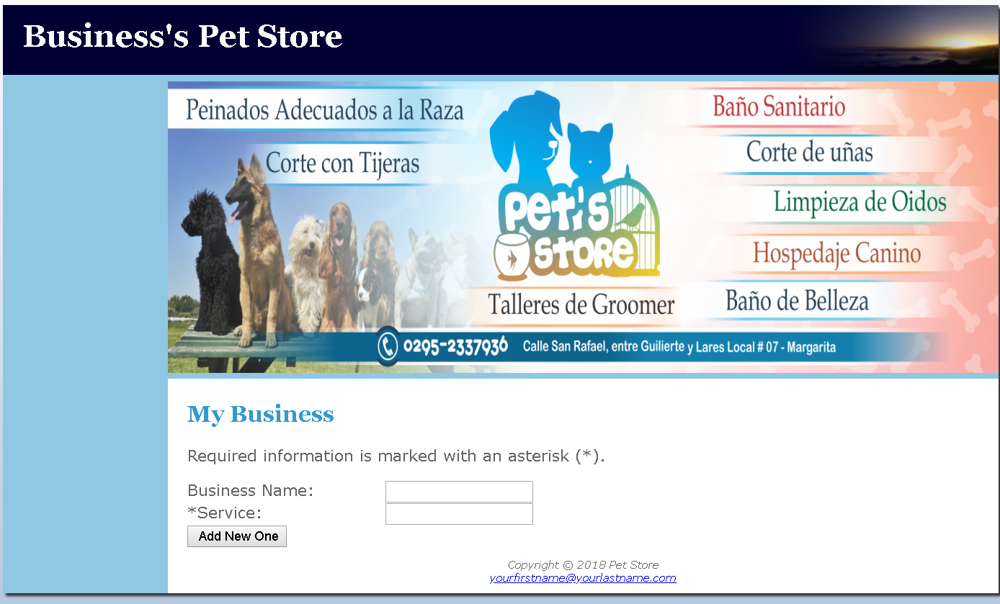 Business's Pet Store
Peinados Adecuados a la Raza
Corte con Tijeras
Pet's
Store
Talleres de Groomer
Baño Sanitario
Corte de uñas
Limpieza de Oidos
Hospedaje Canino
Baño de Belleza
0295-2337936 Calle San Rafael, entre Guilierte y Lares Local # 07 - Margarita
My Business
Required information is marked with an asterisk (*).
Business Name:
*Service:
Add New One
Copyright © 2018 Pet Store
yourfirstname@yourlastname.com